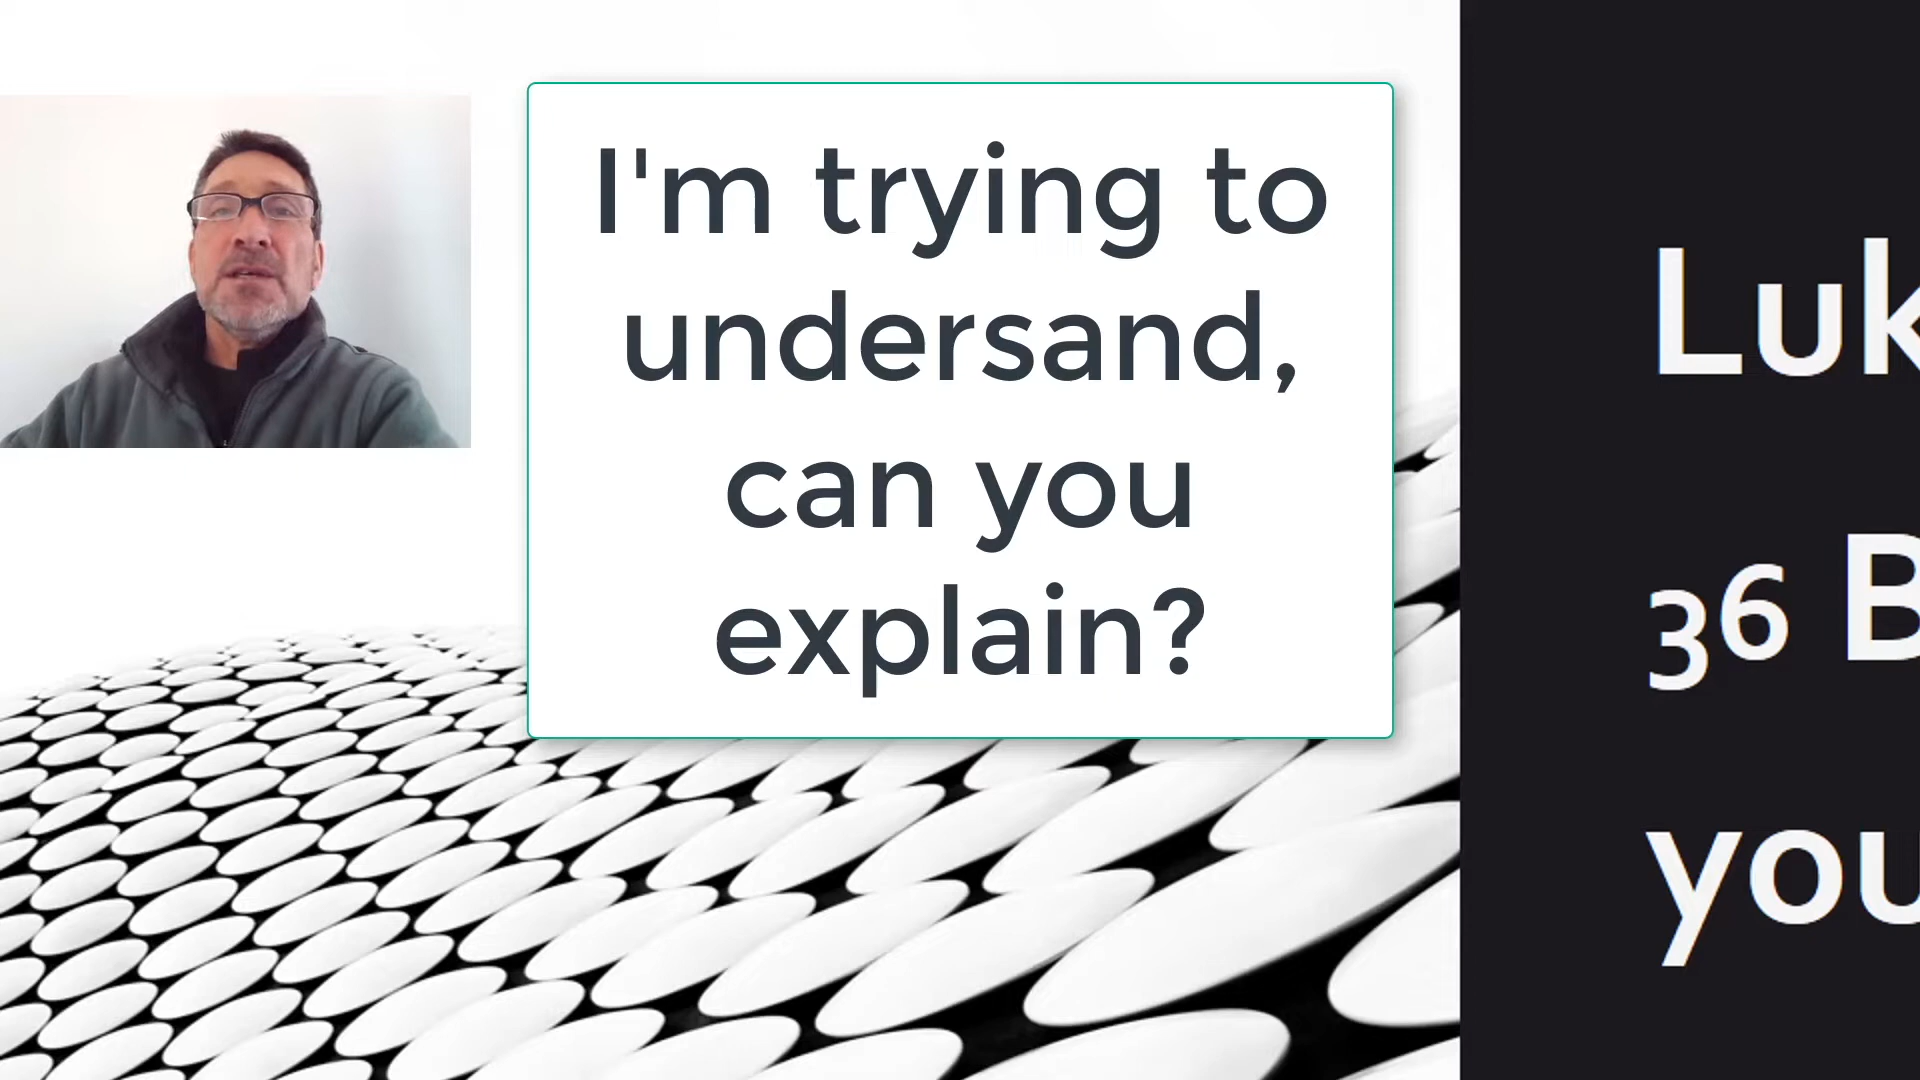 I'm trying to
undersand,
can you
explain?
Luk
36 B
you